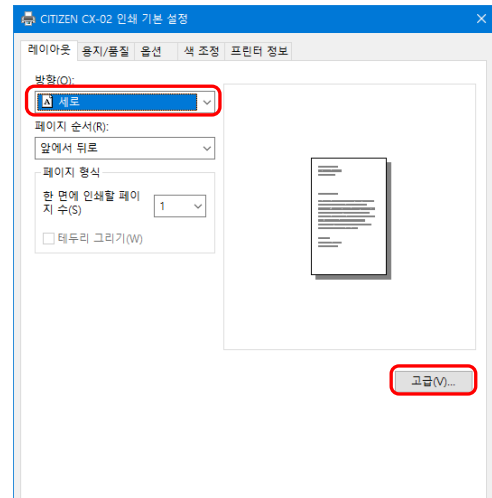 CITIZEN CX-02 인쇄 기본 설정
레이아웃 용지/품질 옵션 색 조정 프린터 정보
방향(O):
A 세로
페이지 순서(R):
앞에서 뒤로
페이지 형식
한 면에 인쇄할 페이
지 수(S)
1
테두리 그리기(W)
고급(V)...